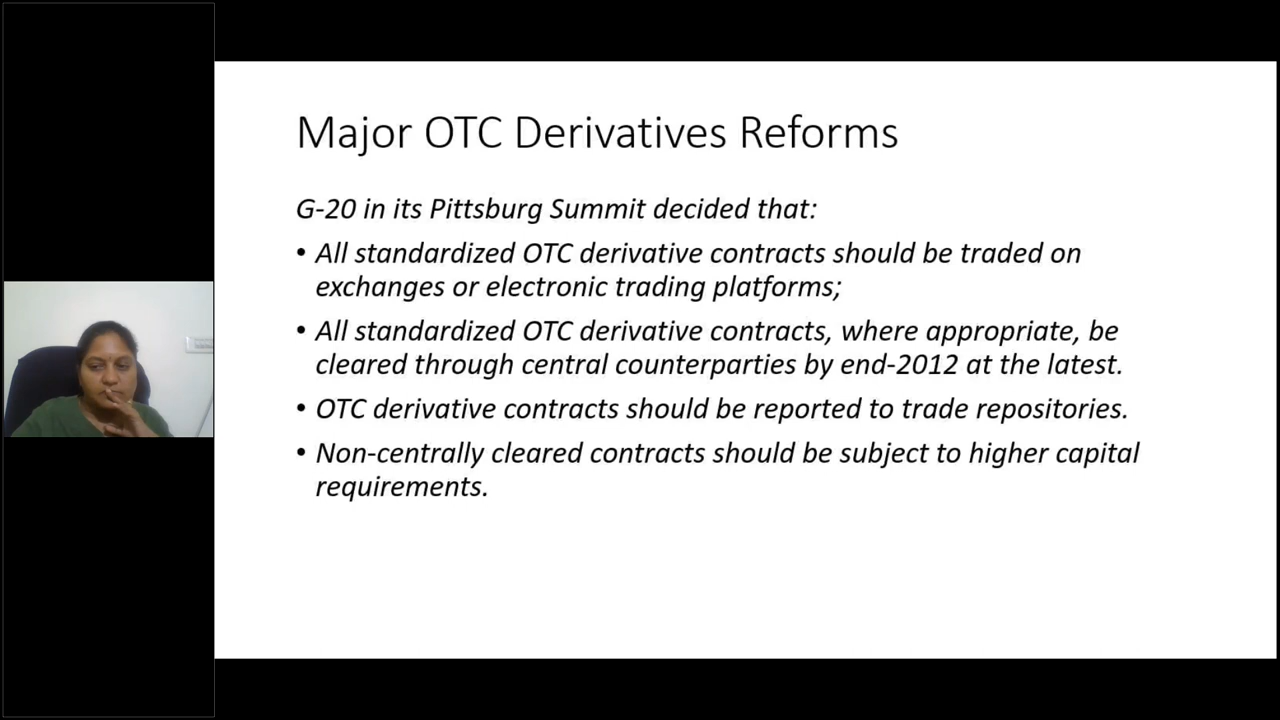 Major OTC Derivatives Reforms
G-20 in its Pittsburg Summit decided that:
• All standardized OTC derivative contracts should be traded on
exchanges or electronic trading platforms;
• All standardized OTC derivative contracts, where appropriate, be
cleared through central counterparties by end-2012 at the latest.
• OTC derivative contracts should be reported to trade repositories.
• Non-centrally cleared contracts should be subject to higher capital
requirements.